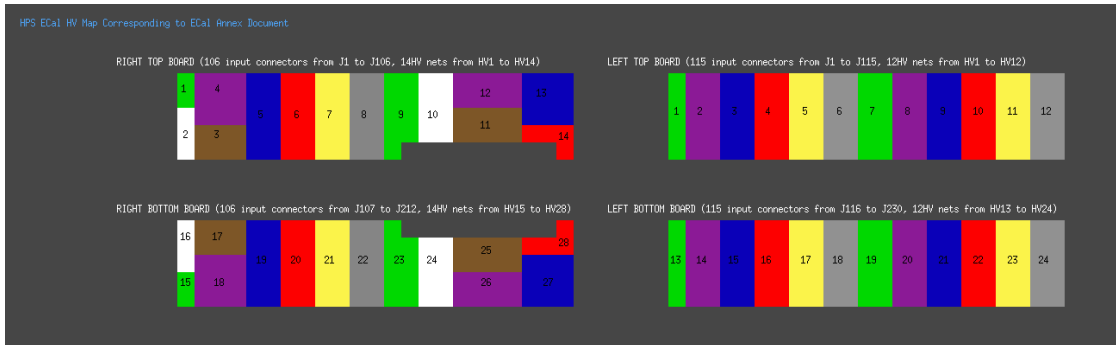 HPS ECal HV Map Corresponding to ECal Annex Document
RIGHT TOP BOARD (106 input connectors from J1 to J106, 14HV nets from HV1 to HV14)
1 4 5 6 7 8 9 10 12 13
2 3 11 14
LEFT TOP BOARD (115 input connectors from J1 to J115, 12HV nets from HV1 to HV12)
1 2 3 4 5 6 7 8 9 10 11 12
RIGHT BOTTOM BOARD (106 input connectors from J107 to J212, 14HV nets from HV15 to HV28)
16 17 19 20 21 22 23 24 25 28
15 18 26 27
LEFT BOTTOM BOARD (115 input connectors from J116 to J230, 12HV nets from HV13 to HV24)
13 14 15 16 17 18 19 20 21 22 23 24